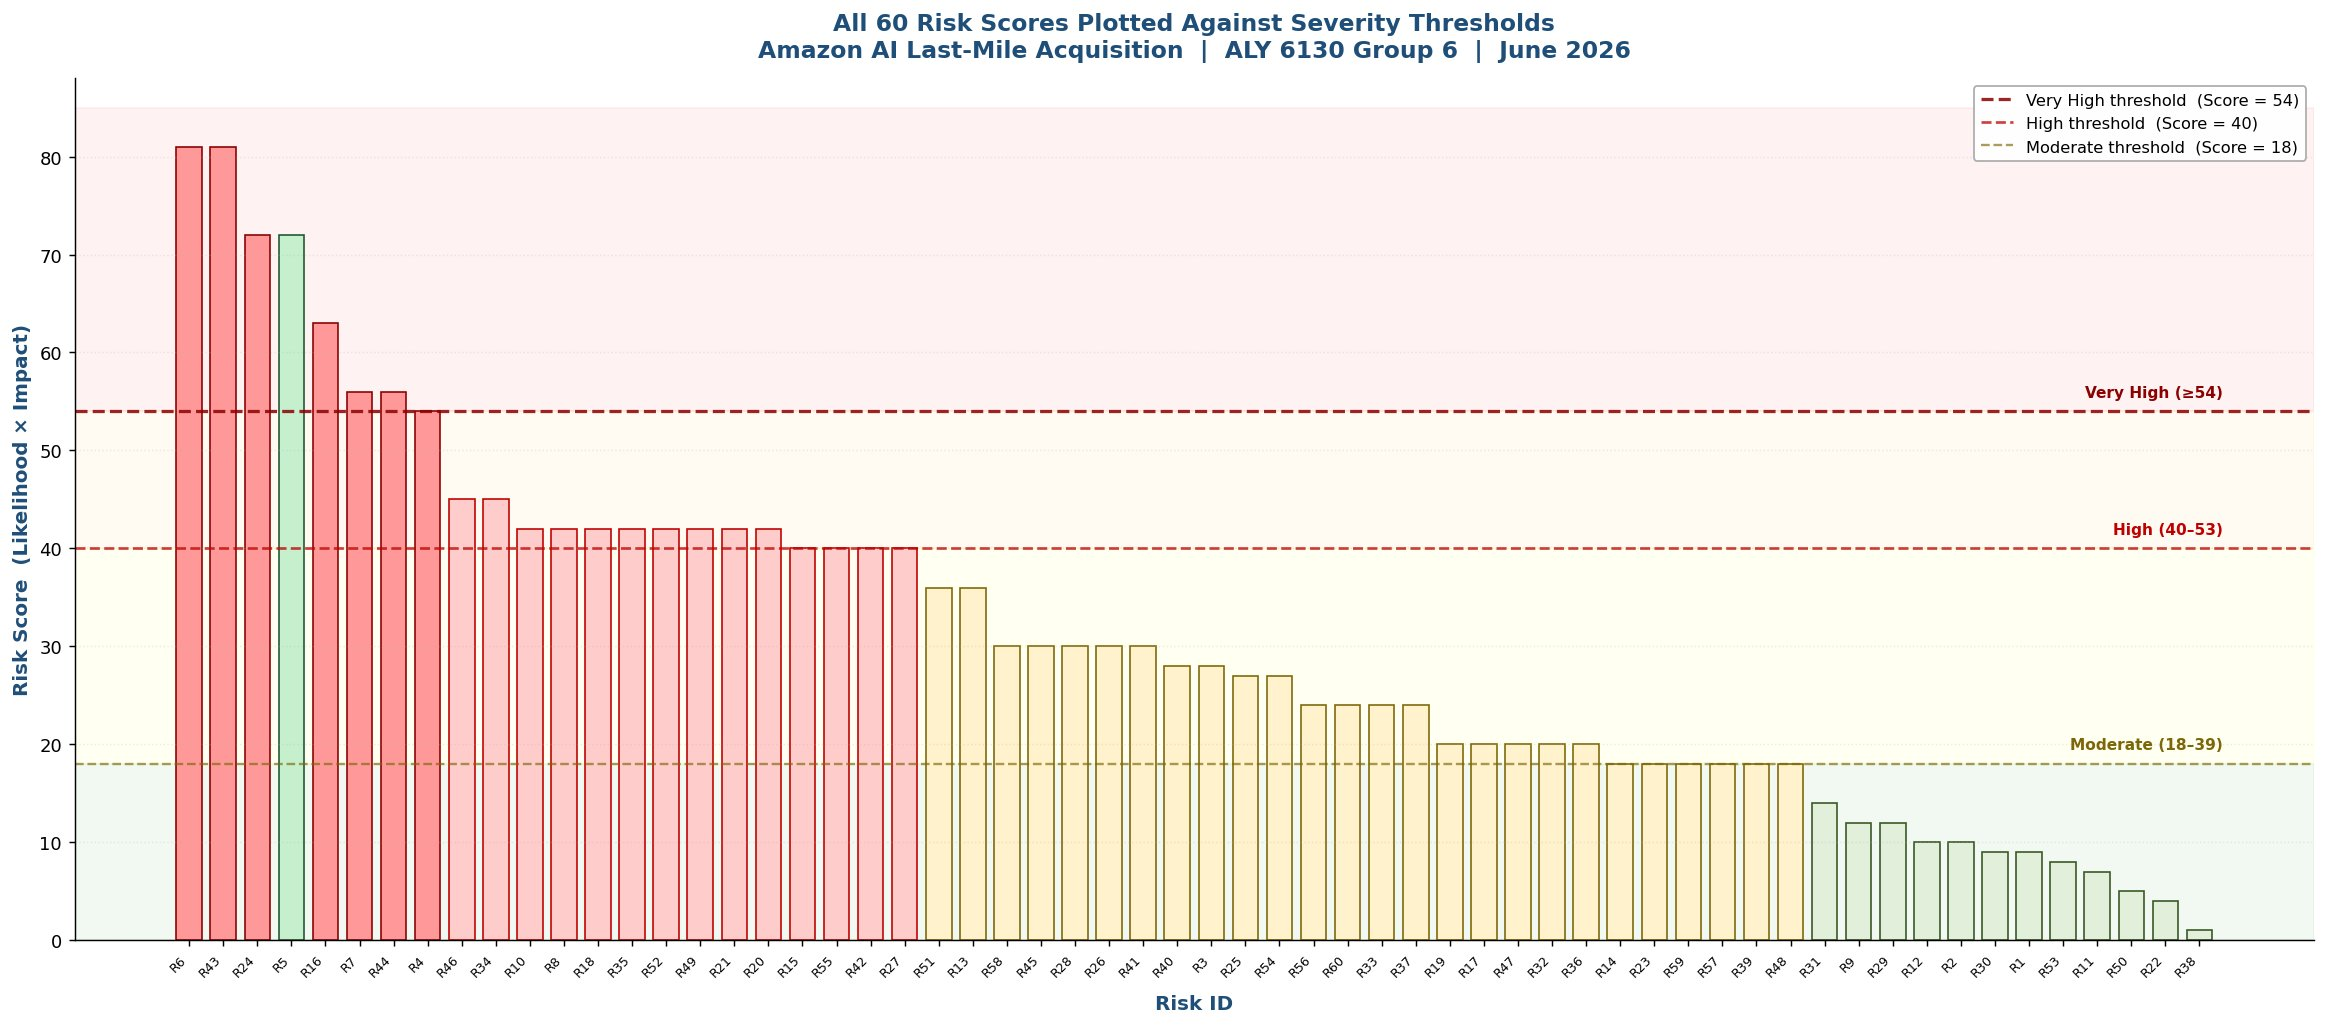 All 60 Risk Scores Plotted Against Severity Thresholds
Amazon AI Last-Mile Acquisition | ALY 6130 Group 6 | June 2026
Very High threshold (Score = 54)
High threshold (Score = 40)
Moderate threshold (Score = 18)
Risk Score (Likelihood × Impact)
80
70
60
50
40
30
20
10
0
Very High (≥54)
High (40–53)
Moderate (18–39)
R6 R43 R24 R5 R16 R7 R44 R4 R46 R34 R10 R8 R18 R35 R52 R49 R21 R20 R15 R55 R42 R27 R51 R13 R58 R45 R28 R26 R41 R40 R3 R25 R54 R56 R60 R33 R37 R19 R17 R47 R32 R36 R14 R23 R59 R57 R39 R48 R31 R9 R29 R12 R2 R30 R1 R53 R11 R50 R22 R38
Risk ID